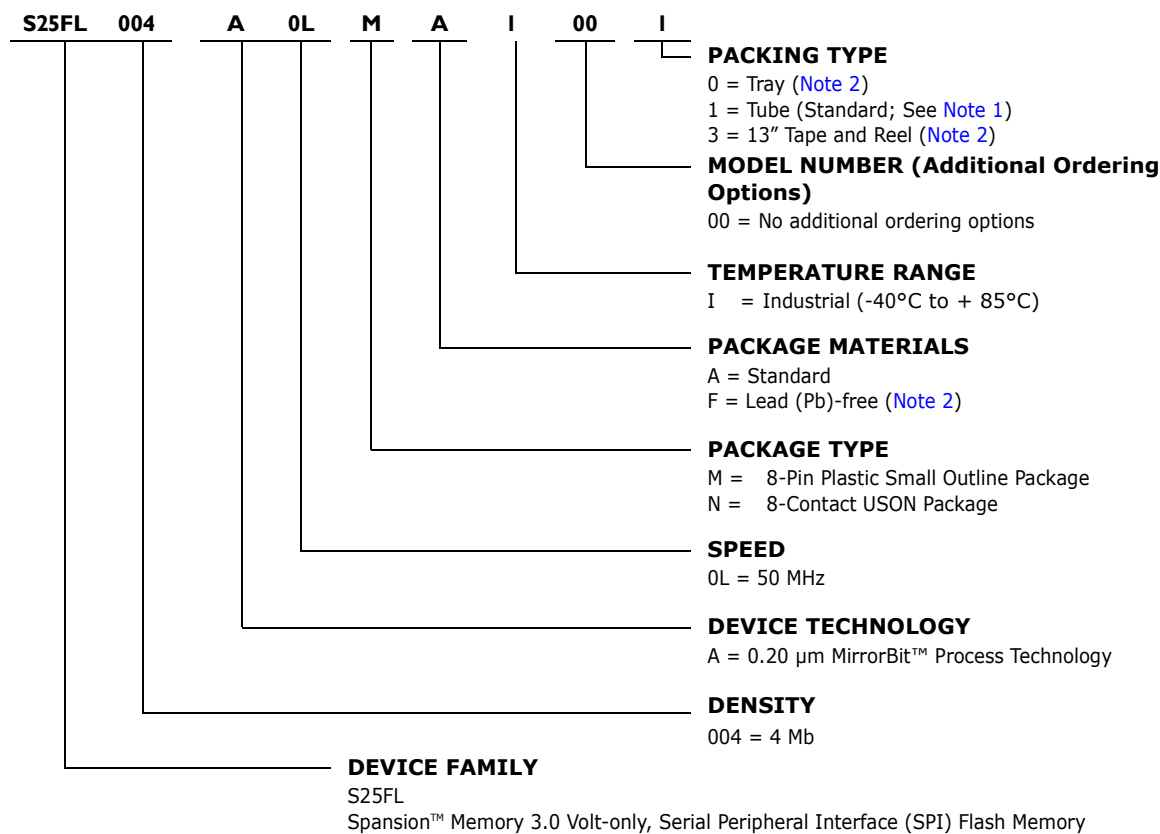 S25FL 004 A 0L M A I 00 1
PACKING TYPE
0 = Tray (Note 2)
1 = Tube (Standard; See Note 1)
3 = 13″ Tape and Reel (Note 2)
MODEL NUMBER (Additional Ordering
Options)
00 = No additional ordering options
TEMPERATURE RANGE
I = Industrial (-40°C to + 85°C)
PACKAGE MATERIALS
A = Standard
F = Lead (Pb)-free (Note 2)
PACKAGE TYPE
M = 8-Pin Plastic Small Outline Package
N = 8-Contact USON Package
SPEED
0L = 50 MHz
DEVICE TECHNOLOGY
A = 0.20 µm MirrorBit™ Process Technology
DENSITY
004 = 4 Mb
DEVICE FAMILY
S25FL
Spansion™ Memory 3.0 Volt-only, Serial Peripheral Interface (SPI) Flash Memory